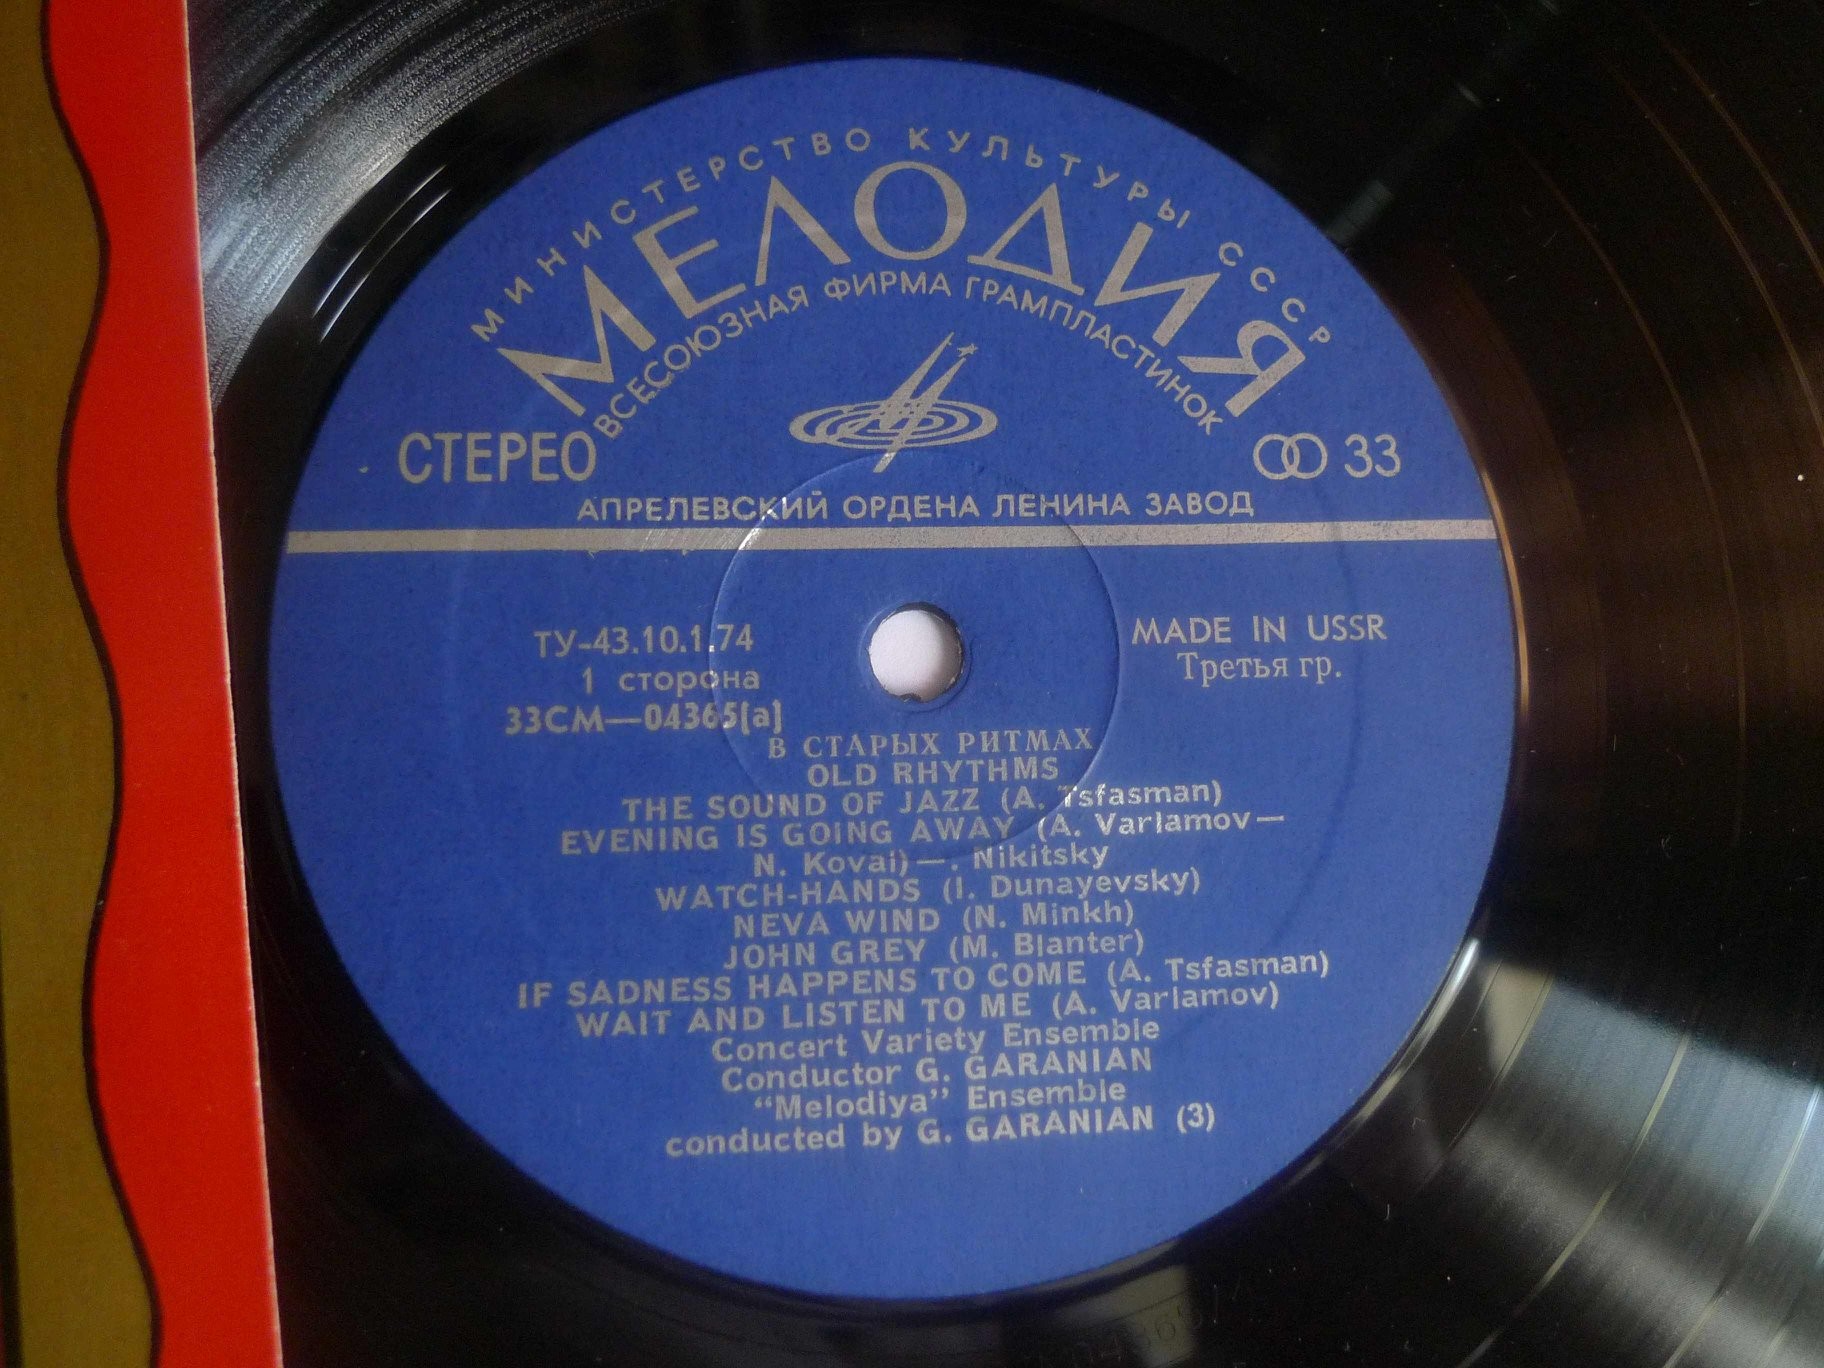 МИНИСТЕРСТВО КУЛЬТУРЫ СССР
МЕЛОДИЯ
ВСЕСОЮЗНАЯ ФИРМА ГРАМПЛАСТИНОК
СТЕРЕО
33
АПРЕЛЕВСКИЙ ОРДЕНА ЛЕНИНА ЗАВОД
ТУ-43.10.1.74
MADE IN USSR
1 сторона
Третья гр.
33СМ—04365(а)
В СТАРЫХ РИТМАХ
OLD RHYTHMS
THE SOUND OF JAZZ (A. Tsfasman)
EVENING IS GOING AWAY (A. Varlamov—
N. Koval)—. Nikitsky
WATCH-HANDS (I. Dunayevsky)
NEVA WIND (N. Minkh)
JOHN GREY (M. Blanter)
IF SADNESS HAPPENS TO COME (A. Tsfasman)
WAIT AND LISTEN TO ME (A. Varlamov)
Concert Variety Ensemble
Conductor G. GARANIAN
“Melodiya” Ensemble
conducted by G. GARANIAN (3)